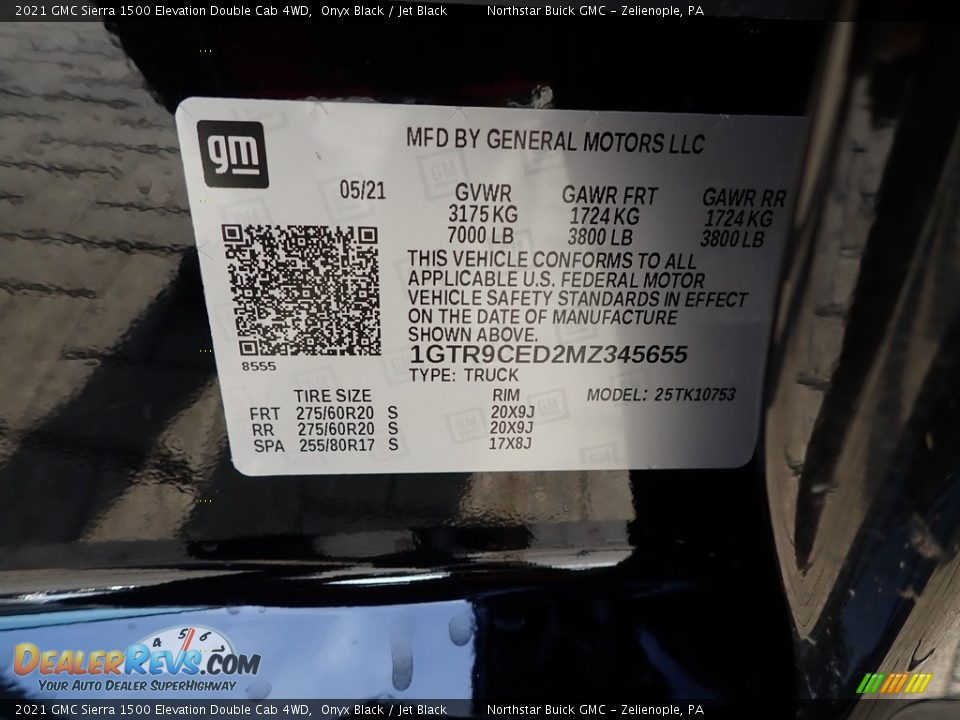 2021 GMC Sierra 1500 Elevation Double Cab 4WD, Onyx Black / Jet Black Northstar Buick GMC - Zelienople, PA
gm
MFD BY GENERAL MOTORS LLC
05/21 GVWR GAWR FRT GAWR RR
3175 KG 1724 KG 1724 KG
7000 LB 3800 LB 3800 LB
THIS VEHICLE CONFORMS TO ALL
APPLICABLE U.S. FEDERAL MOTOR
VEHICLE SAFETY STANDARDS IN EFFECT
ON THE DATE OF MANUFACTURE
SHOWN ABOVE.
1GTR9CED2MZ345655
8555
TYPE: TRUCK
TIRE SIZE RIM MODEL: 25TK10753
FRT 275/60R20 S 20X9J
RR 275/60R20 S 20X9J
SPA 255/80R17 S 17X8J
4 5 6
DEALERREVS.COM
YOUR AUTO DEALER SUPERHIGHWAY
2021 GMC Sierra 1500 Elevation Double Cab 4WD, Onyx Black / Jet Black Northstar Buick GMC - Zelienople, PA